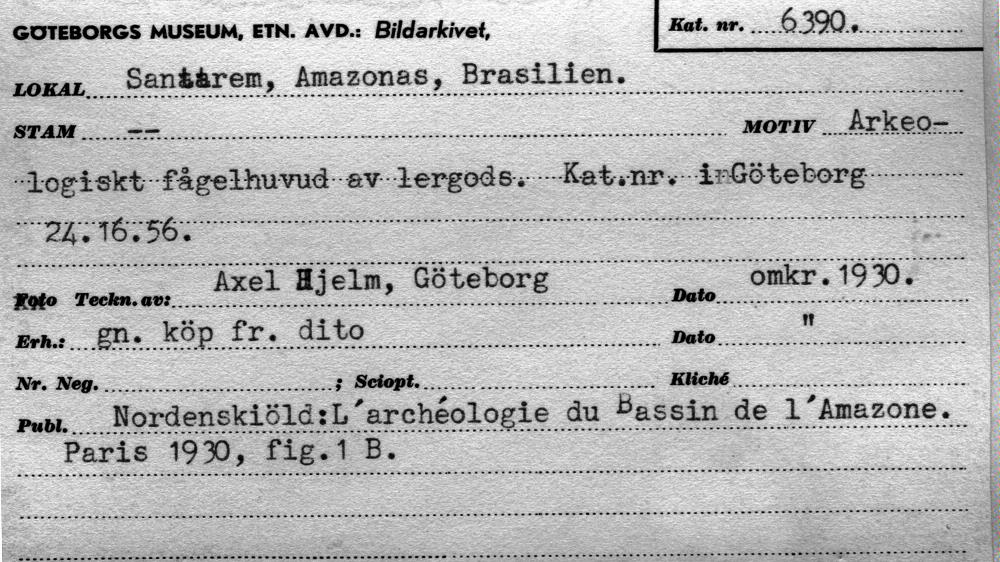 GÖTEBORGS MUSEUM, ETN. AVD.: Bildarkivet,
Kat. nr. 6390.
LOKAL Santarem, Amazonas, Brasilien.
STAM -- MOTIV Arkeo-
logiskt fågelhuvud av lergods. Kat.nr. i Göteborg
24.16.56.
Foto Teckn. av: Axel Hjelm, Göteborg Dato omkr. 1930.
Erh.: gn. köp fr. dito Dato "
Nr. Neg. ; Sciopt. Kliché
Publ. Nordenskiöld:L´archéologie du Bassin de l´Amazone.
Paris 1930, fig.1 B.